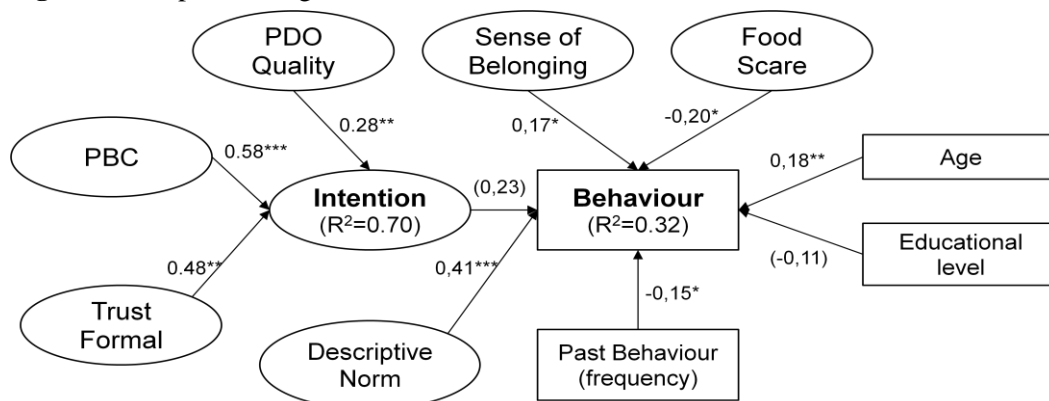 PDO
Quality
Sense of
Belonging
Food
Scare
0.28**
0,17*
-0,20*
PBC
0.58***
0,18**
Age
Intention
(R²=0.70)
(0,23)
Behaviour
(R²=0.32)
0.48**
0,41***
(-0,11)
Educational
level
-0,15*
Trust
Formal
Descriptive
Norm
Past Behaviour
(frequency)